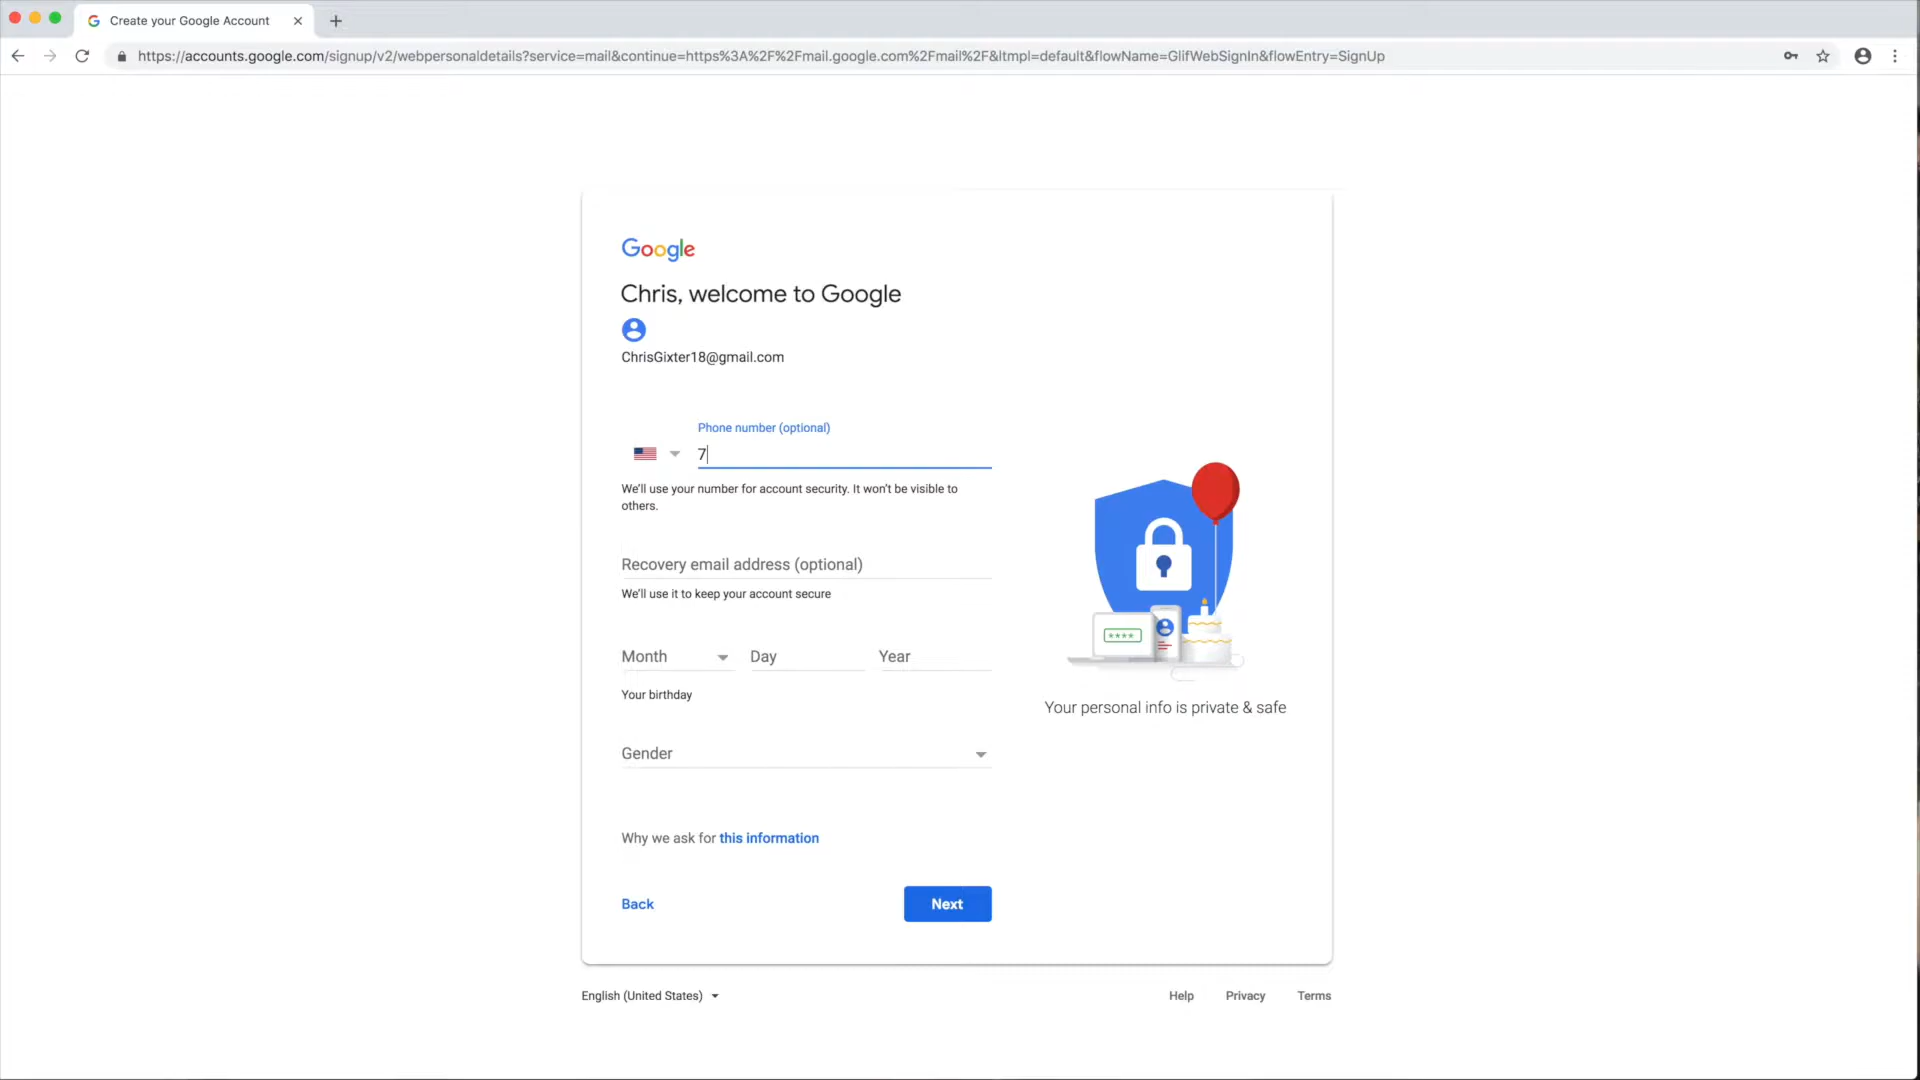 Create your Google Account
https://accounts.google.com/signup/v2/webpersonaldetails?service=mail&continue=https%3A%2F%2Fmail.google.com%2Fmail%2F&ltmpl=default&flowName=GlifWebSignIn&flowEntry=SignUp
Google
Chris, welcome to Google
ChrisGixter18@gmail.com
Phone number (optional)
7
We'll use your number for account security. It won't be visible to
others.
Recovery email address (optional)
We'll use it to keep your account secure
Month Day Year
Your birthday
Gender
****
Your personal info is private & safe
Why we ask for this information
Back Next
English (United States) Help Privacy Terms